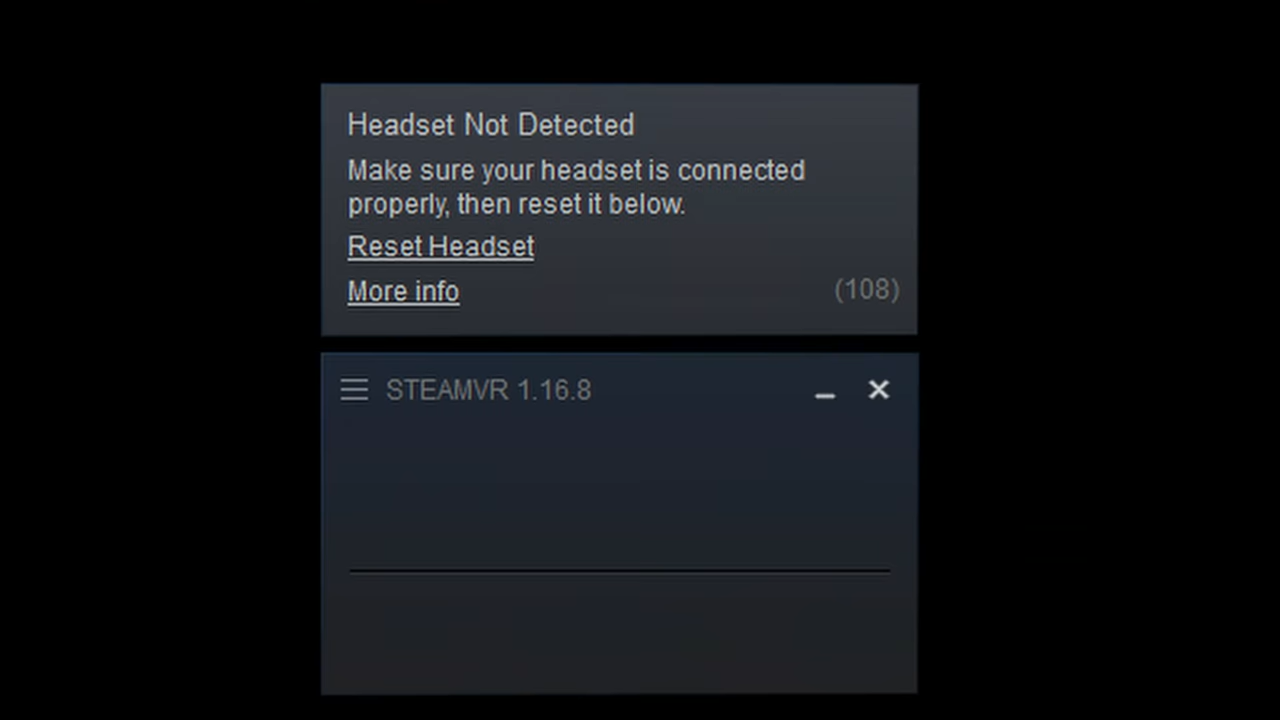 Headset Not Detected
Make sure your headset is connected
properly, then reset it below.
Reset Headset
More info
(108)
STEAMVR 1.16.8